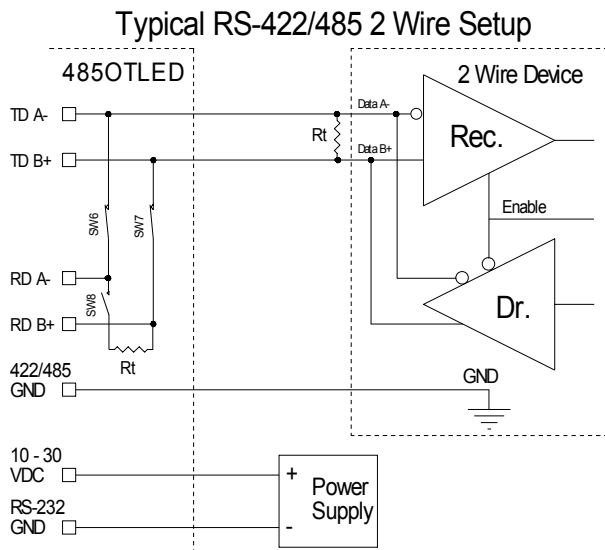 Typical RS-422/485 2 Wire Setup
485OTLED
2 Wire Device
TD A-
Data A-
Rt
Rec.
TD B+
Data B+
SW6
SW7
Enable
RD A-
SW8
Dr.
RD B+
Rt
422/485
GND
GND
10 - 30
VDC
+
Power
Supply
RS-232
GND
-